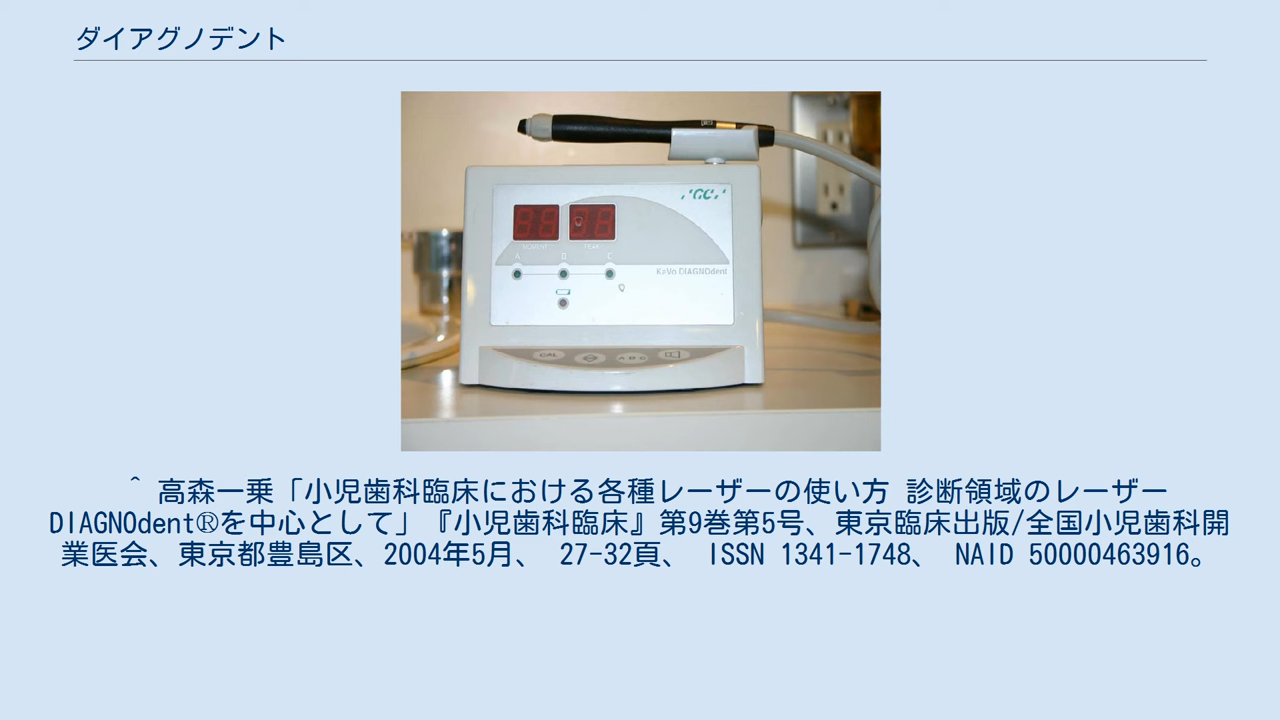 ダイアグノデント
GC
KaVo DIAGNOdent
CAL
A B C
^ 高森一乗「小児歯科臨床における各種レーザーの使い方 診断領域のレーザー
DIAGNOdent®を中心として」『小児歯科臨床』第9巻第5号、東京臨床出版/全国小児歯科開
業医会、東京都豊島区、2004年5月、 27-32頁、 ISSN 1341-1748、 NAID 50000463916。